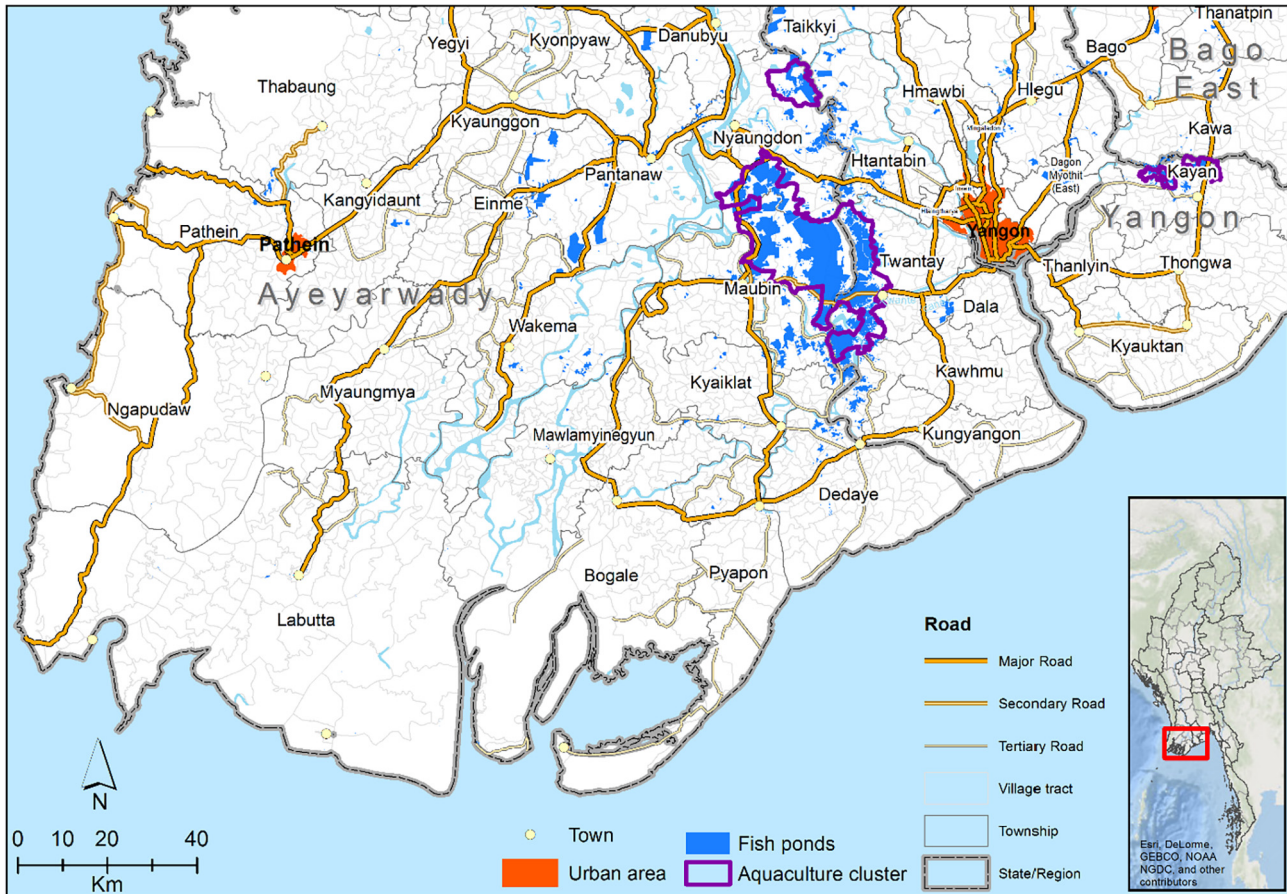 Taikkyi
Thanatpin
Yegyi
Kyonpyaw
Danubyu
Bago
Bago
East
Thabaung
Hmawbi
Hlegu
Kyaunggon
Nyaungdon
Mingaladon
Kawa
Htantabin
Dagon
Myothit
(East)
Kayan
Pantanaw
Kangyidaunt
Einme
Insein
Hlaingtharya
Yangon
Pathein
Pathein
Yangon
Twantay
Thanlyin
Thongwa
Ayeyarwady
Maubin
Dala
Wakema
Kyauktan
Kyaiklat
Kawhmu
Myaungmya
Ngapudaw
Mawlamyinegyun
Kungyangon
Dedaye
Bogale
Pyapon
Labutta
Road
Major Road
Secondary Road
Tertiary Road
Village tract
Township
State/Region
N
0 10 20 40
Km
Town
Urban area
Fish ponds
Aquaculture cluster
Esri, DeLorme,
GEBCO, NOAA
NGDC, and other
contributors